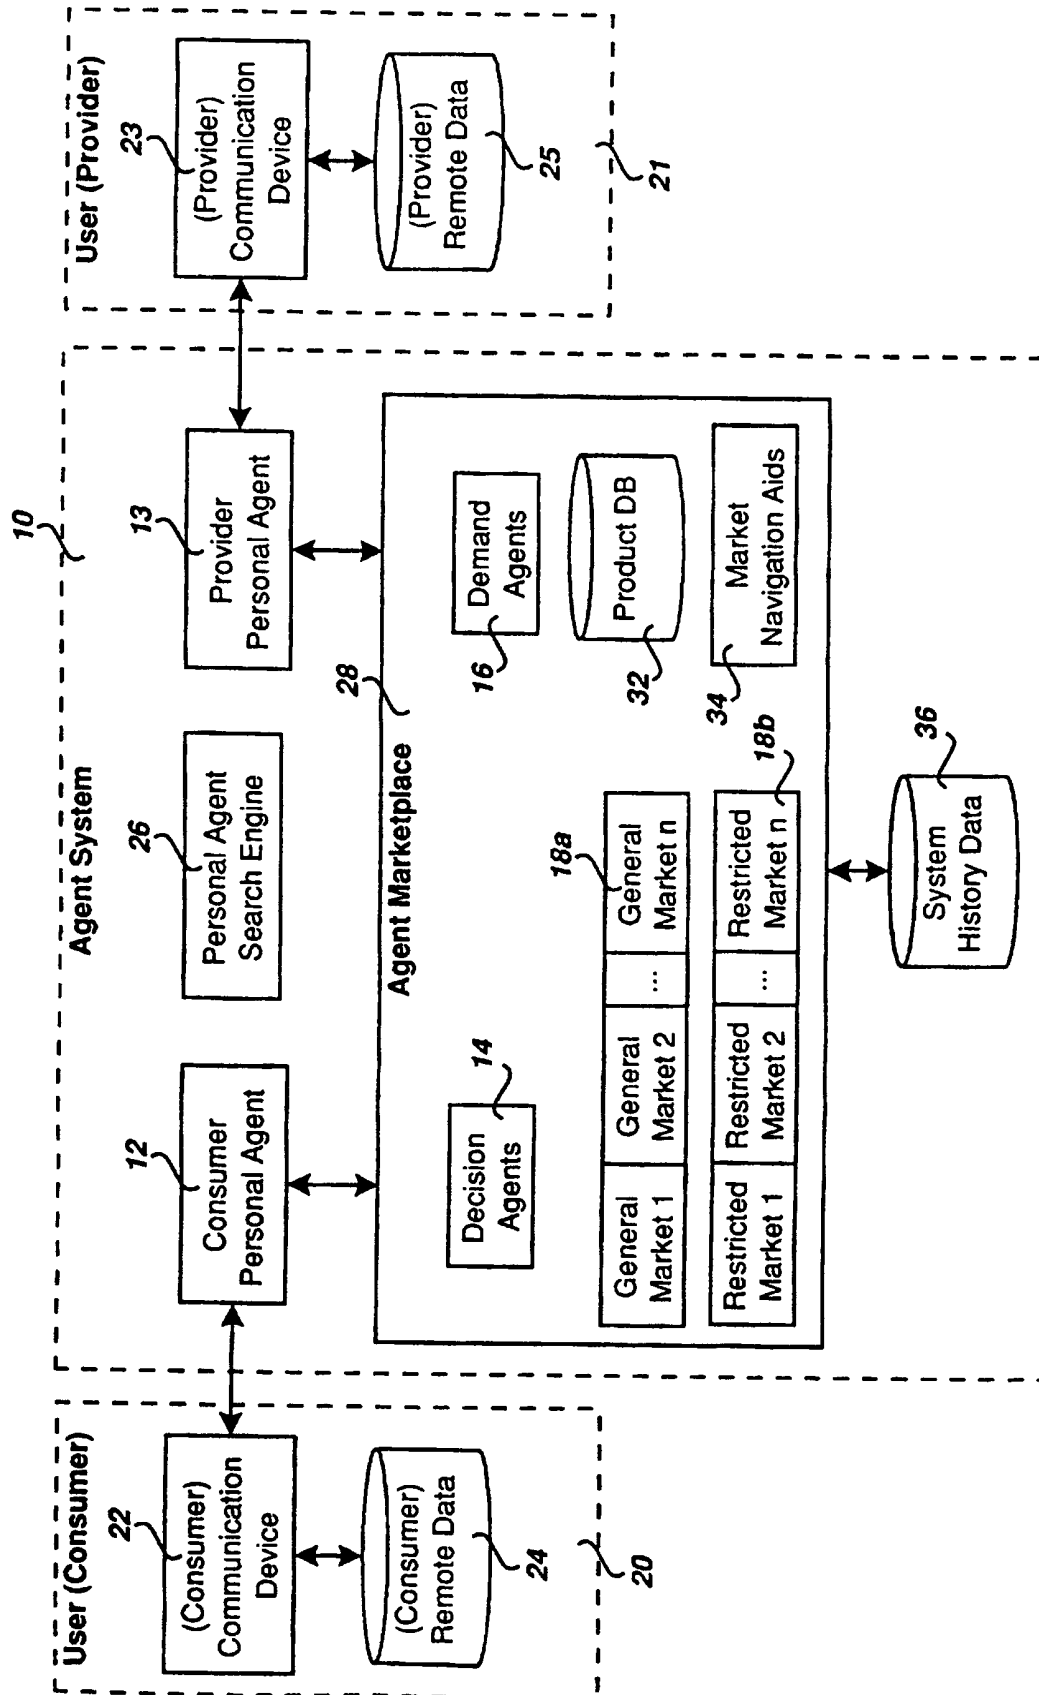 User (Consumer)
22
(Consumer)
Communication
Device
(Consumer)
Remote Data
24
20
10
Agent System
12
Consumer
Personal Agent
26
Personal Agent
Search Engine
13
Provider
Personal Agent
Agent Marketplace
28
Decision
Agents
14
Demand
Agents
16
General
Market 1
General
Market 2
...
General
Market n
18a
Product DB
32
Restricted
Market 1
Restricted
Market 2
...
Restricted
Market n
18b
Market
Navigation Aids
34
System
History Data
36
User (Provider)
23
(Provider)
Communication
Device
(Provider)
Remote Data
25
21